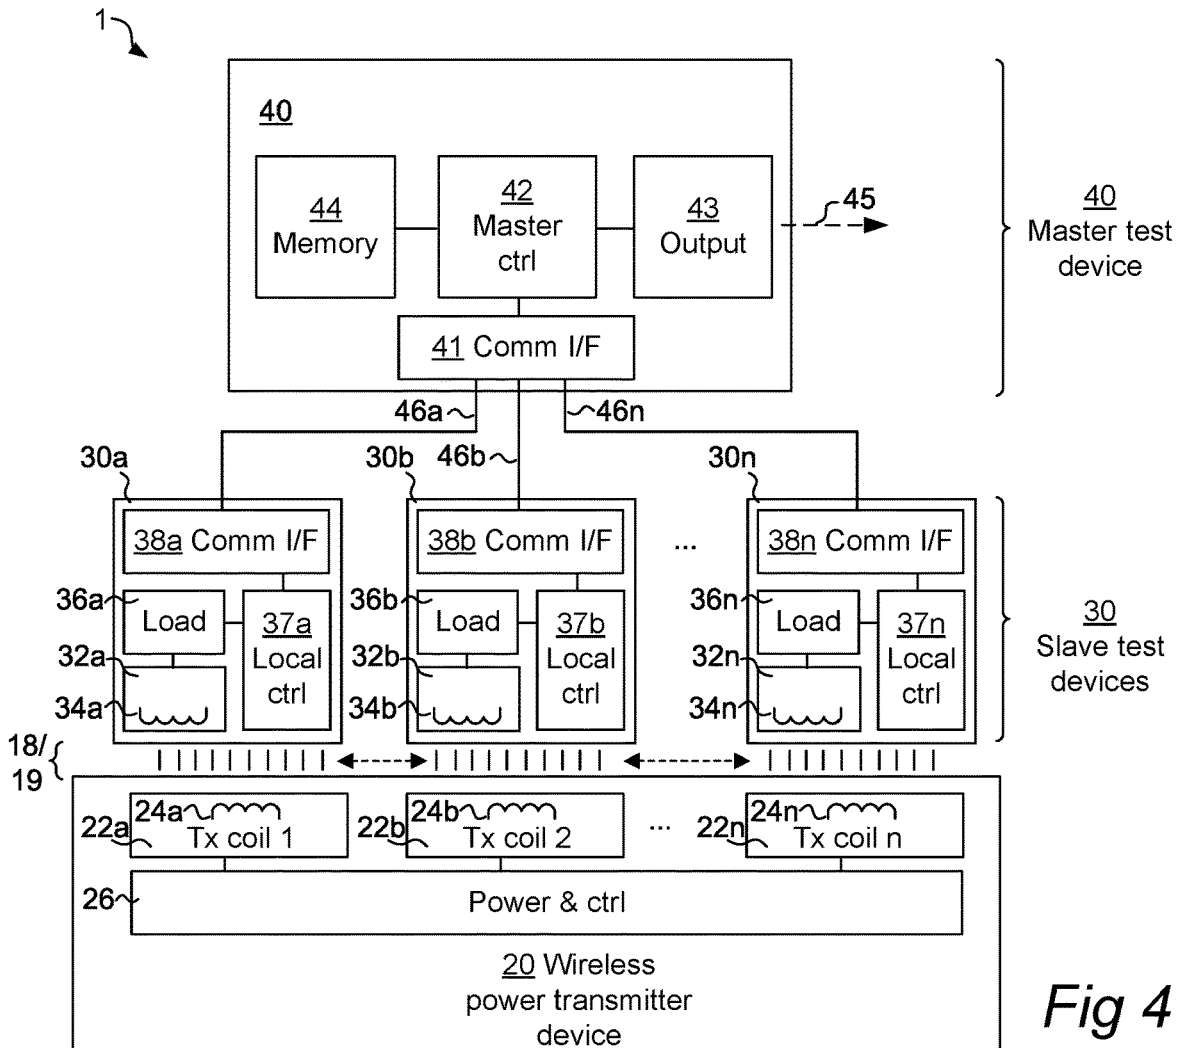 1
40
44
Memory
42
Master
ctrl
43
Output
45
40
Master test
device
41 Comm I/F
46a
46b
46n
30a
30b
30n
38a Comm I/F
38b Comm I/F
...
38n Comm I/F
36a
Load
37a
Local
ctrl
32a
34a
36b
Load
37b
Local
ctrl
32b
34b
36n
Load
37n
Local
ctrl
32n
34n
30
Slave test
devices
18/
19
24a
22a
Tx coil 1
24b
22b
Tx coil 2
...
24n
22n
Tx coil n
26
Power & ctrl
20 Wireless
power transmitter
device
Fig 4